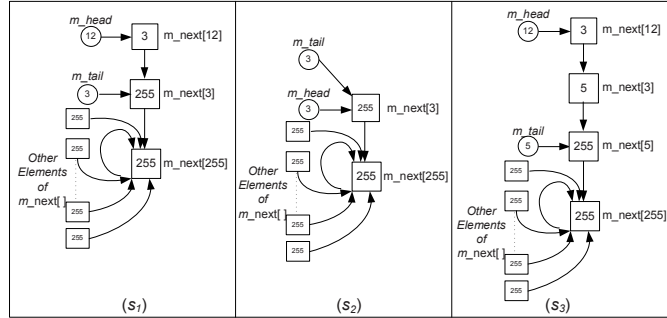 m_head
12
3
m_next[12]
m_tail
3
255
m_next[3]
255
255
255
m_next[255]
Other
Elements
of
m_next[ ]
255
255
(s1)
m_tail
3
m_head
3
255
m_next[3]
255
255
255
m_next[255]
Other
Elements
of
m_next[ ]
255
255
(s2)
m_head
12
3
m_next[12]
5
m_next[3]
m_tail
5
255
m_next[5]
255
255
255
m_next[255]
Other
Elements
of
m_next[ ]
255
255
(s3)